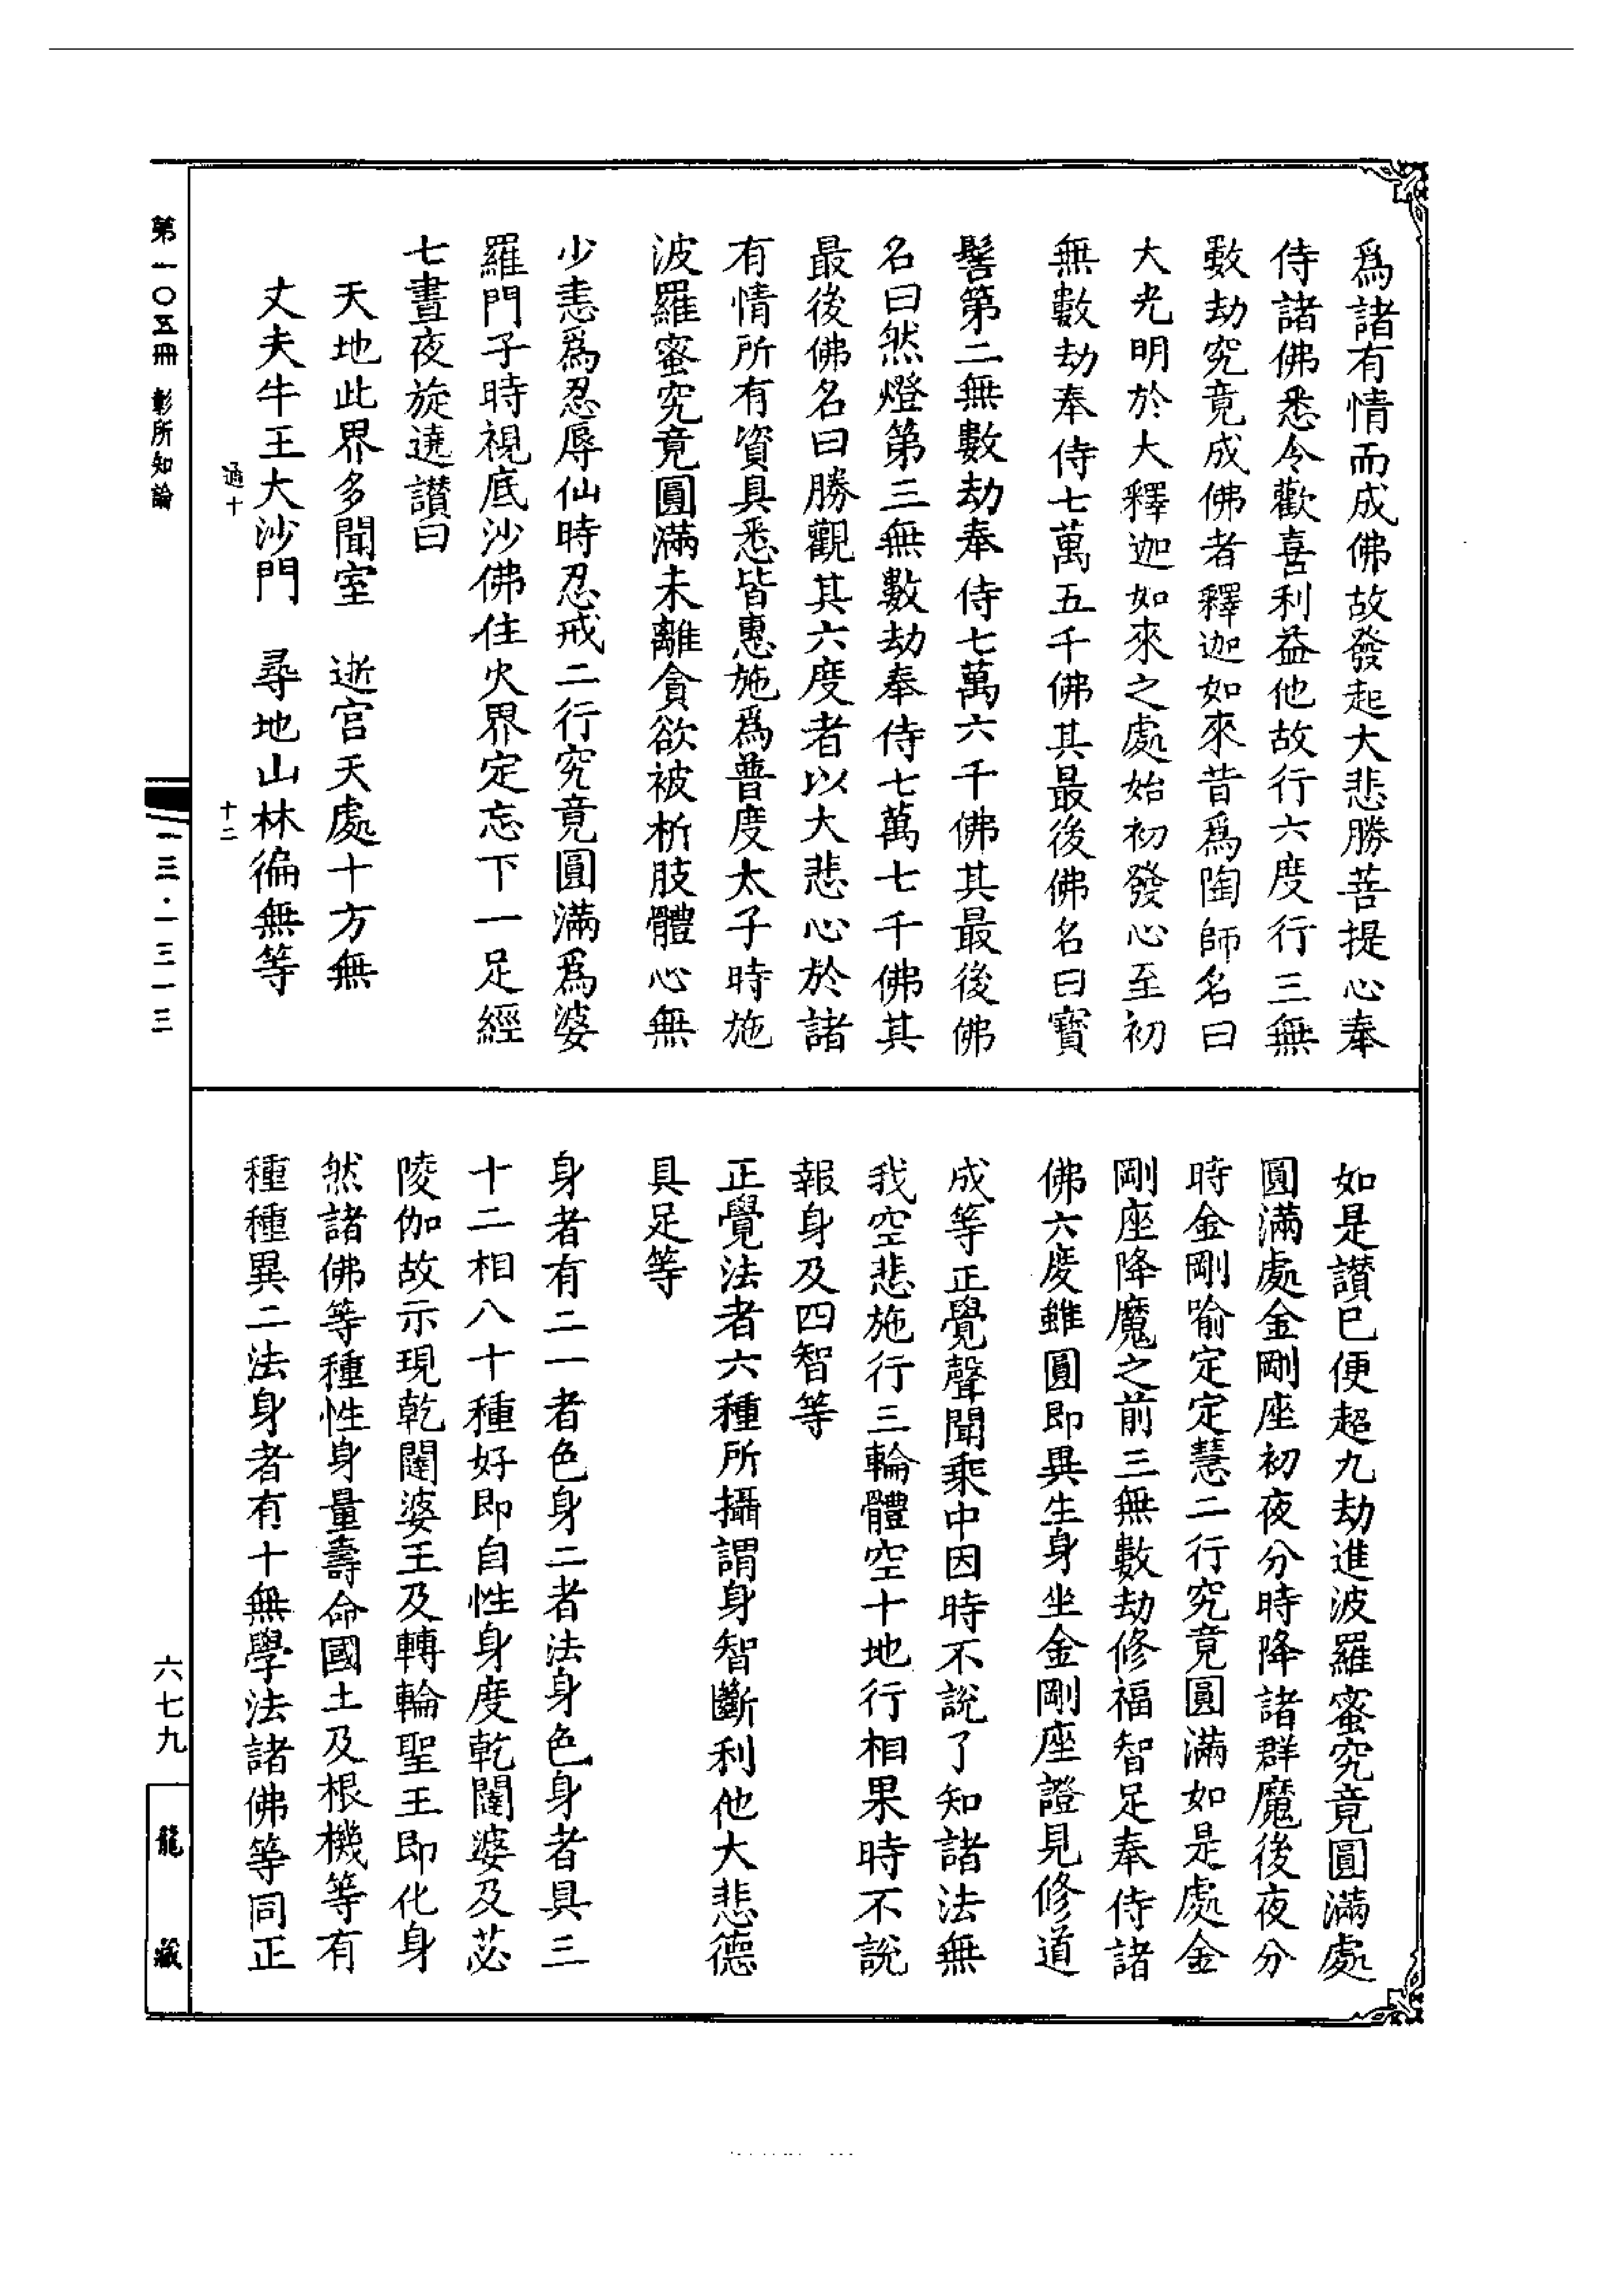 爲諸有情而成佛故發起大悲勝菩提心奉
侍諸佛悉令歡喜利益他故行六度行三無
數劫究竟成佛者釋迦如來昔爲陶師名曰
大光明於大釋迦如來之處始初發心至初
無數劫奉侍七萬五千佛其最後佛名曰寶
髻第二無數劫奉侍七萬六千佛其最後佛
名曰然燈第三無數劫奉侍七萬七千佛其
最後佛名曰勝觀其六度者以大悲心於諸
有情所有資具悉皆惠施爲普度太子時施
波羅蜜究竟圓滿未離貪欲被析肢體心無
少恚爲忍辱仙時忍戒二行究竟圓滿爲婆
羅門子時視底沙佛住火界定忘下一足經
七晝夜旋遶讃曰
天地此界多聞室　逝宮天處十方無
丈夫牛王大沙門　尋地山林徧無等
通十
十二
如是讃已便超九劫進波羅蜜究竟圓滿處
圓滿處金剛座初夜分時降諸群魔後夜分
時金剛喻定定慧二行究竟圓滿如是處金
剛座降魔之前三無數劫修福智足奉侍諸
佛六度雖圓即異生身坐金剛座證見修道
成等正覺聲聞乘中因時不說了知諸法無
我空悲施行三輪體空十地行相果時不說
報身及四智等
正覺法者六種所攝謂身智斷利他大悲德
具足等
身者有二一者色身二者法身色身者具三
十二相八十種好即自性身度乾闥婆及苾
陵伽故示現乾闥婆王及轉輪聖王即化身
然諸佛等種性身量壽命國土及根機等有
種種異二法身者有十無學法諸佛等同正
第一〇五冊　彰所知論
一三·一三一三
六七九
龍藏